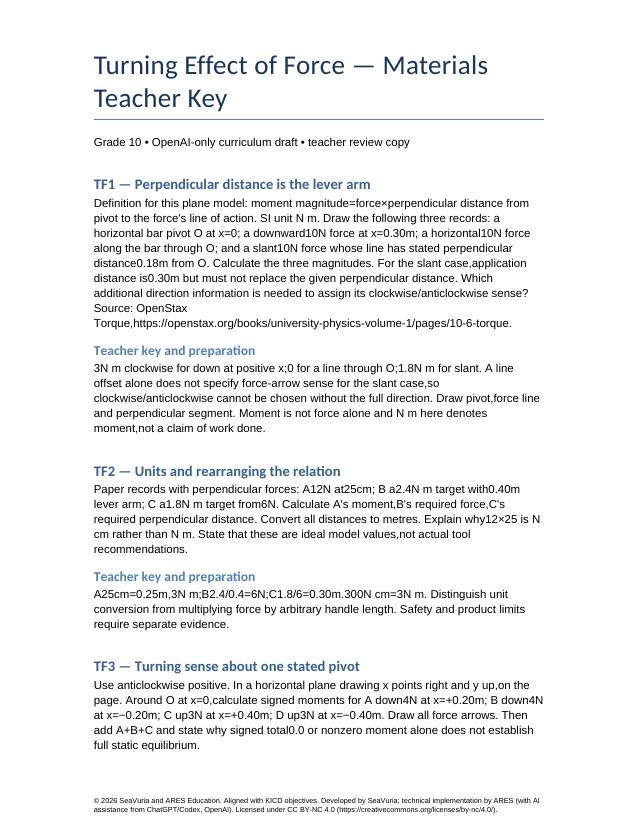 Turning Effect of Force — Materials
Teacher Key
Grade 10 • OpenAI-only curriculum draft • teacher review copy
TF1 — Perpendicular distance is the lever arm
Definition for this plane model: moment magnitude=force×perpendicular distance from
pivot to the force's line of action. SI unit N m. Draw the following three records: a
horizontal bar pivot O at x=0; a downward10N force at x=0.30m; a horizontal10N force
along the bar through O; and a slant10N force whose line has stated perpendicular
distance0.18m from O. Calculate the three magnitudes. For the slant case,application
distance is0.30m but must not replace the given perpendicular distance. Which
additional direction information is needed to assign its clockwise/anticlockwise sense?
Source: OpenStax
Torque,https://openstax.org/books/university-physics-volume-1/pages/10-6-torque.
Teacher key and preparation
3N m clockwise for down at positive x;0 for a line through O;1.8N m for slant. A line
offset alone does not specify force-arrow sense for the slant case,so
clockwise/anticlockwise cannot be chosen without the full direction. Draw pivot,force line
and perpendicular segment. Moment is not force alone and N m here denotes
moment,not a claim of work done.
TF2 — Units and rearranging the relation
Paper records with perpendicular forces: A12N at25cm; B a2.4N m target with0.40m
lever arm; C a1.8N m target from6N. Calculate A's moment,B's required force,C's
required perpendicular distance. Convert all distances to metres. Explain why12×25 is N
cm rather than N m. State that these are ideal model values,not actual tool
recommendations.
Teacher key and preparation
A25cm=0.25m,3N m;B2.4/0.4=6N;C1.8/6=0.30m.300N cm=3N m. Distinguish unit
conversion from multiplying force by arbitrary handle length. Safety and product limits
require separate evidence.
TF3 — Turning sense about one stated pivot
Use anticlockwise positive. In a horizontal plane drawing x points right and y up,on the
page. Around O at x=0,calculate signed moments for A down4N at x=+0.20m; B down4N
at x=−0.20m; C up3N at x=+0.40m; D up3N at x=−0.40m. Draw all force arrows. Then
add A+B+C and state why signed total0.0 or nonzero moment alone does not establish
full static equilibrium.
© 2026 SeaVuria and ARES Education. Aligned with KICD objectives. Developed by SeaVuria; technical implementation by ARES (with AI
assistance from ChatGPT/Codex, OpenAI). Licensed under CC BY-NC 4.0 (https://creativecommons.org/licenses/by-nc/4.0/).